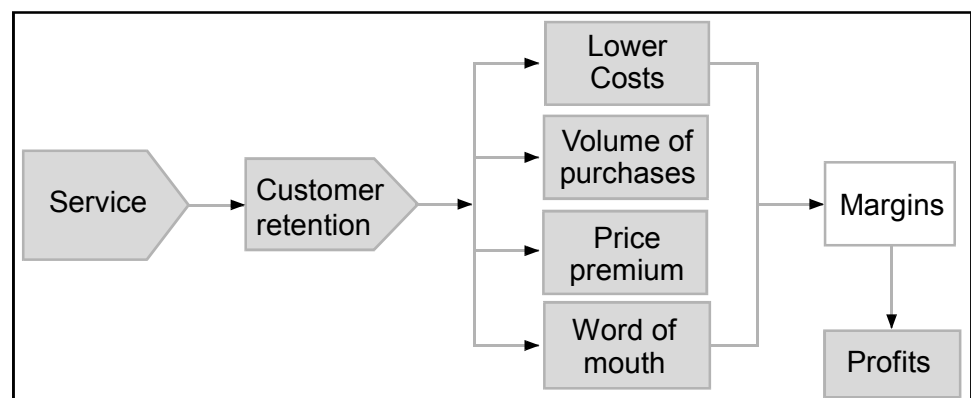 Service
Customer
retention
Lower
Costs
Volume of
purchases
Price
premium
Word of
mouth
Margins
Profits